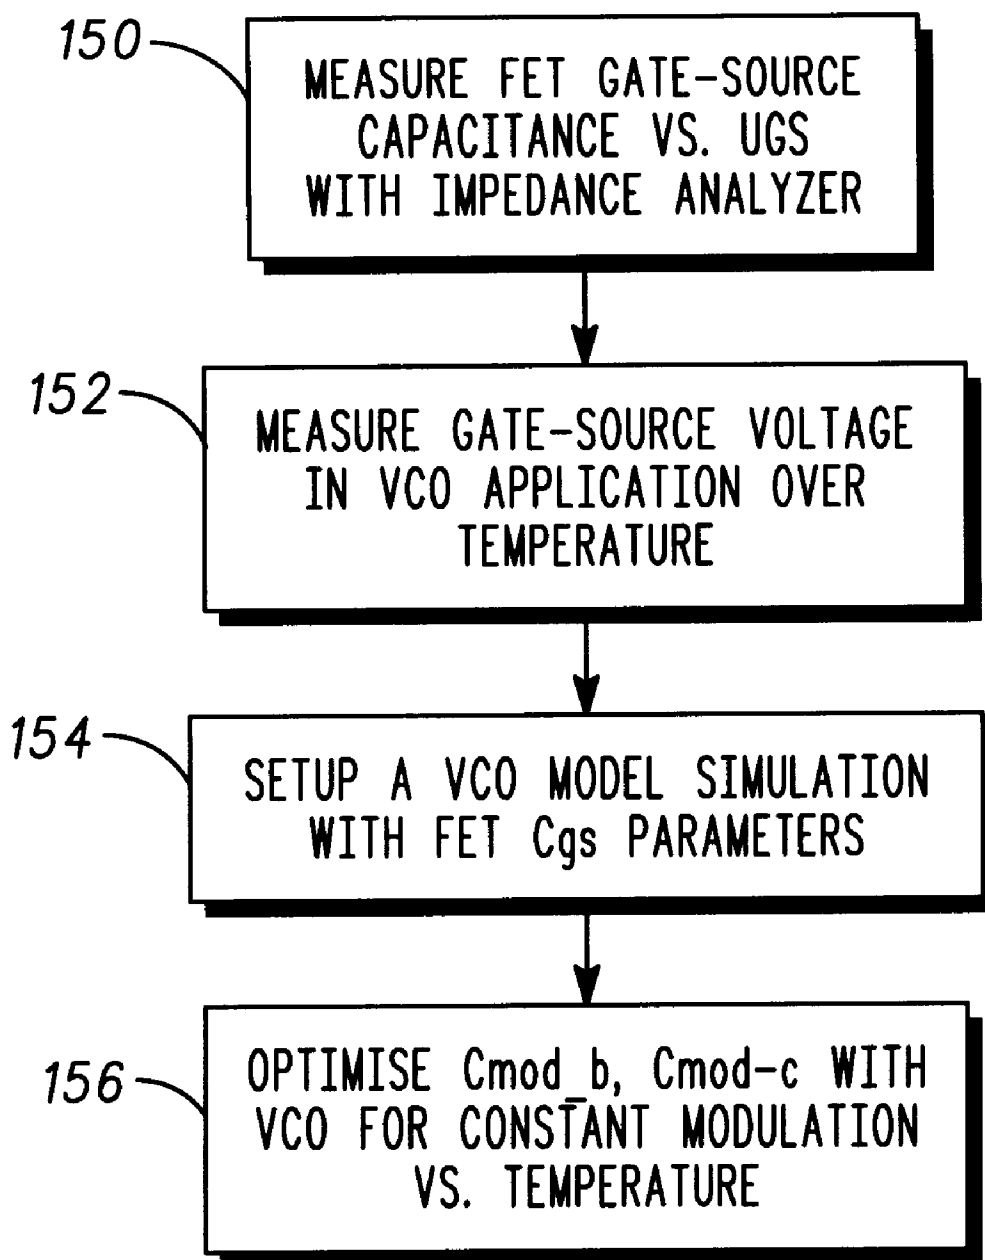 150
MEASURE FET GATE-SOURCE
CAPACITANCE VS. UGS
WITH IMPEDANCE ANALYZER
152
MEASURE GATE-SOURCE VOLTAGE
IN VCO APPLICATION OVER
TEMPERATURE
154
SETUP A VCO MODEL SIMULATION
WITH FET Cgs PARAMETERS
156
OPTIMISE Cmod_b, Cmod-c WITH
VCO FOR CONSTANT MODULATION
VS. TEMPERATURE